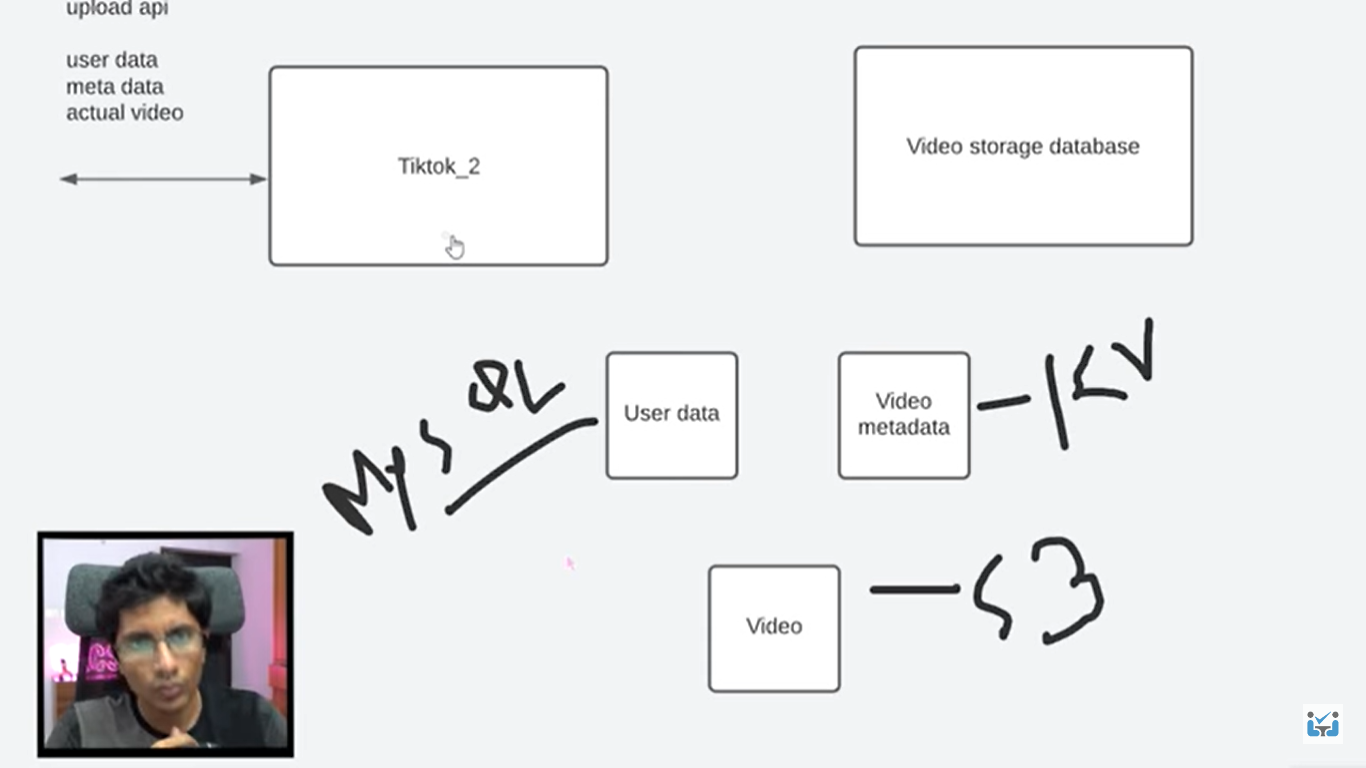 upload api
user data
meta data
actual video
Tiktok_2
Video storage database
MySQL
User data
Video
metadata
KV
Video
S3